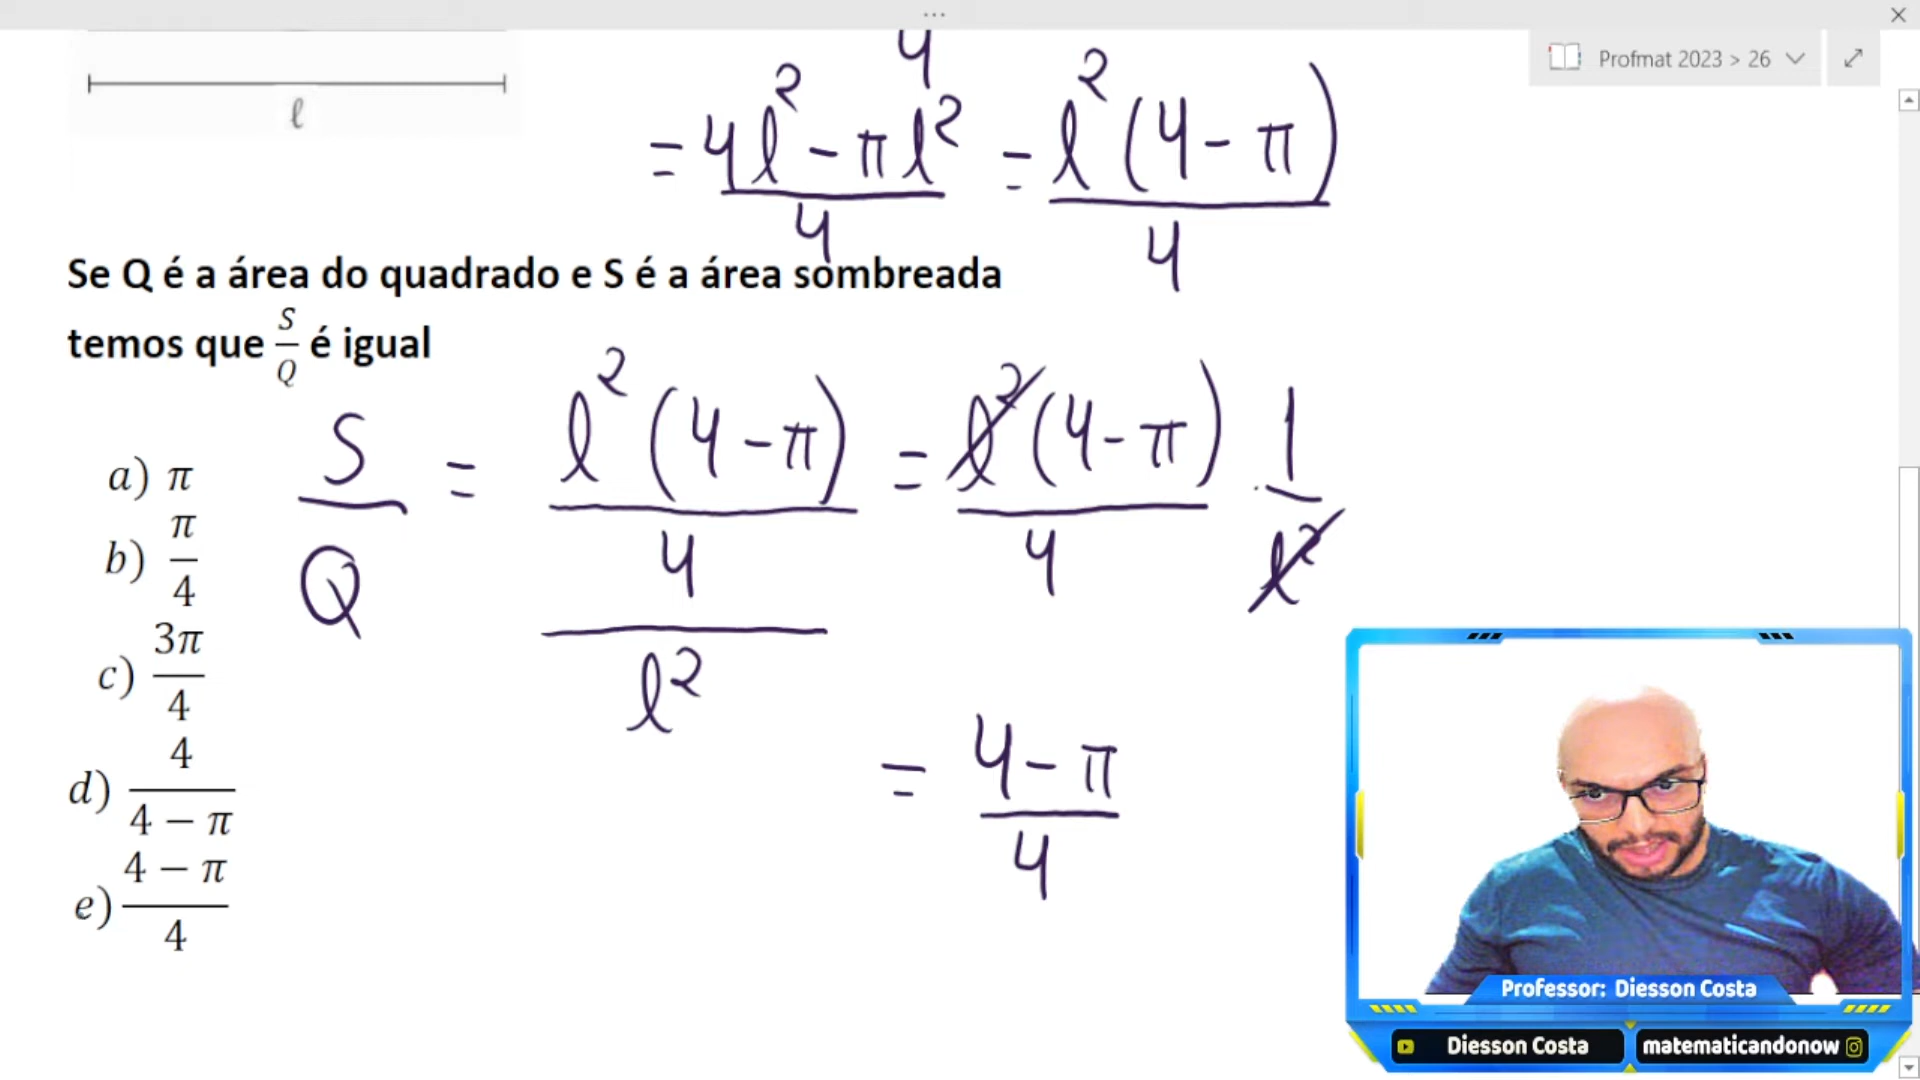 ...
Profmat 2023 > 26
ℓ
4
= 4l² - πl² / 4 = l²(4 - π) / 4
Se Q é a área do quadrado e S é a área sombreada
temos que S/Q é igual
S/Q = l²(4 - π) / 4 / l² = l²(4 - π) / 4 · 1 / l²
= 4 - π / 4
a) π
b) π/4
c) 3π/4
d) 4/4 − π
e) 4 − π/4
Professor: Diesson Costa
Diesson Costa
matematicandonow